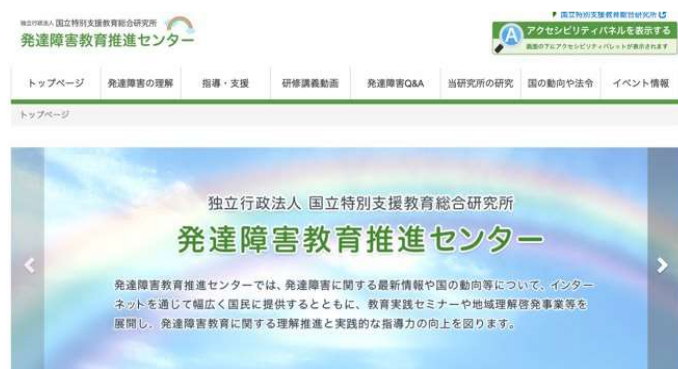 国立特別支援教育総合研究所
独立行政法人 国立特別支援教育総合研究所
発達障害教育推進センター
アクセシビリティパネルを表示する
画面の下にアクセシビリティパレットが表示されます
トップページ 発達障害の理解 指導・支援 研修講義動画 発達障害Q&A 当研究所の研究 国の動向や法令 イベント情報
トップページ
独立行政法人 国立特別支援教育総合研究所
発達障害教育推進センター
発達障害教育推進センターでは、発達障害に関する最新情報や国の動向等について、インター
ネットを通じて幅広く国民に提供するとともに、教育実践セミナーや地域理解啓発事業等を
展開し、発達障害教育に関する理解推進と実践的な指導力の向上を図ります。